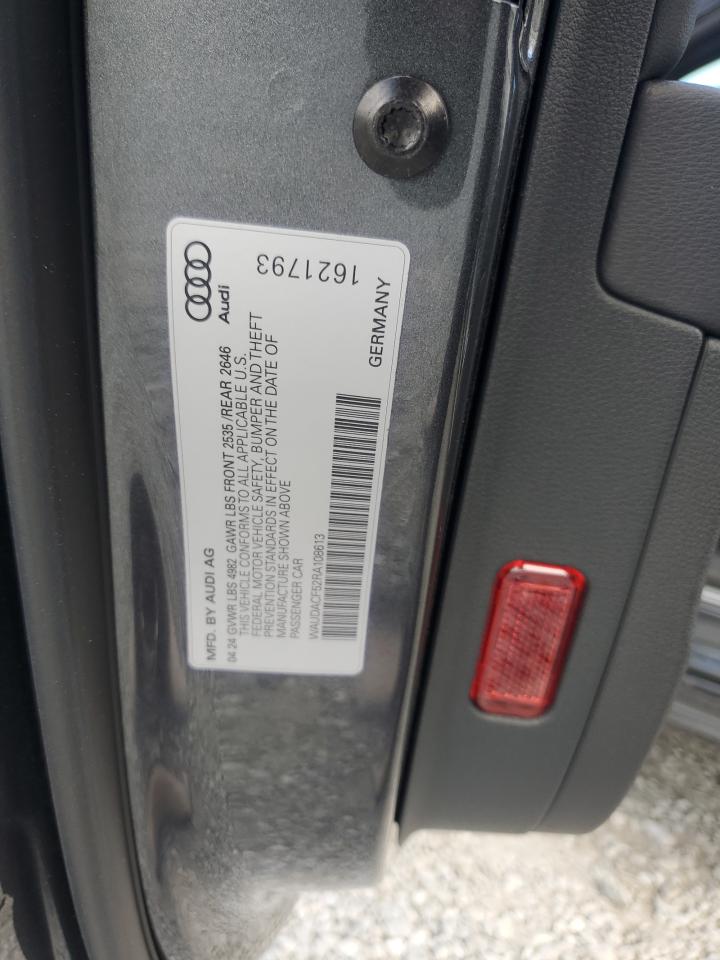 MFD. BY AUDI AG
Audi
04 24 GVWR LBS 4982 GAWR LBS FRONT 2535 /REAR 2646
THIS VEHICLE CONFORMS TO ALL APPLICABLE U.S.
FEDERAL MOTOR VEHICLE SAFETY, BUMPER AND THEFT
PREVENTION STANDARDS IN EFFECT ON THE DATE OF
MANUFACTURE SHOWN ABOVE
PASSENGER CAR
WAUDACF52RA108613
GERMANY
1621793